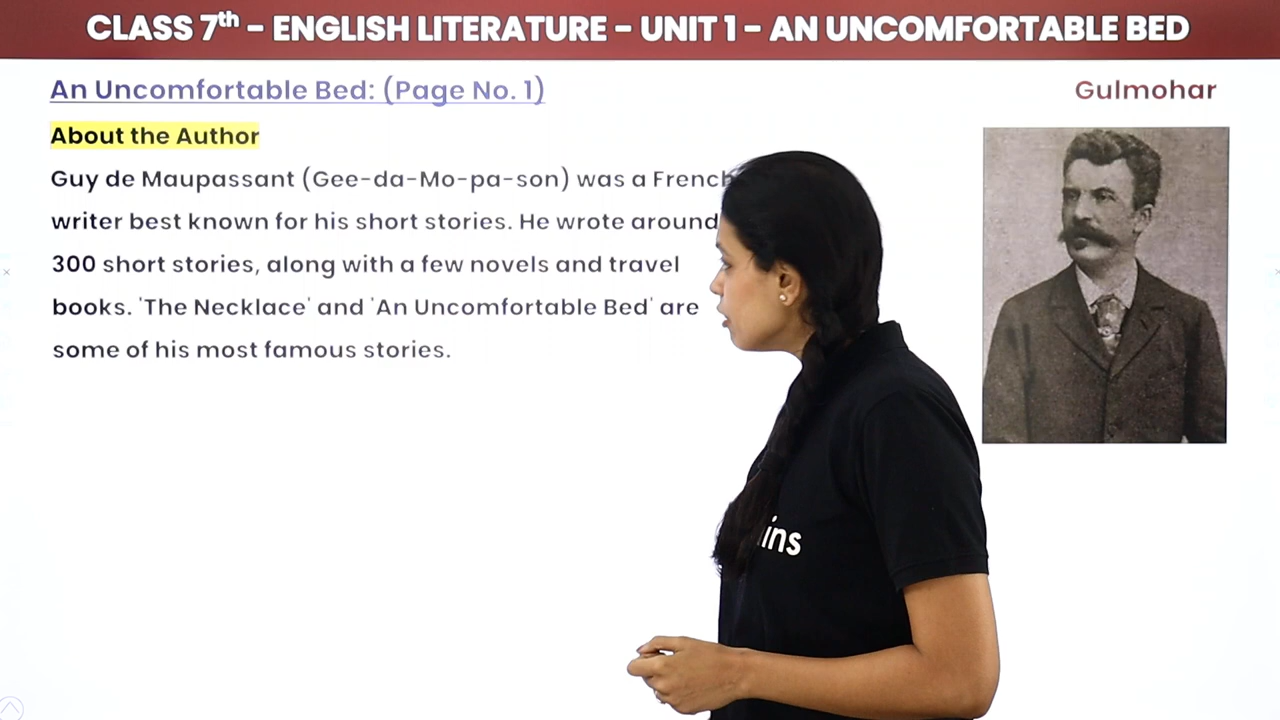 CLASS 7th - ENGLISH LITERATURE - UNIT 1 - AN UNCOMFORTABLE BED
An Uncomfortable Bed: (Page No. 1)
Gulmohar
About the Author
Guy de Maupassant (Gee-da-Mo-pa-son) was a French
writer best known for his short stories. He wrote around
300 short stories, along with a few novels and travel
books. 'The Necklace' and 'An Uncomfortable Bed' are
some of his most famous stories.